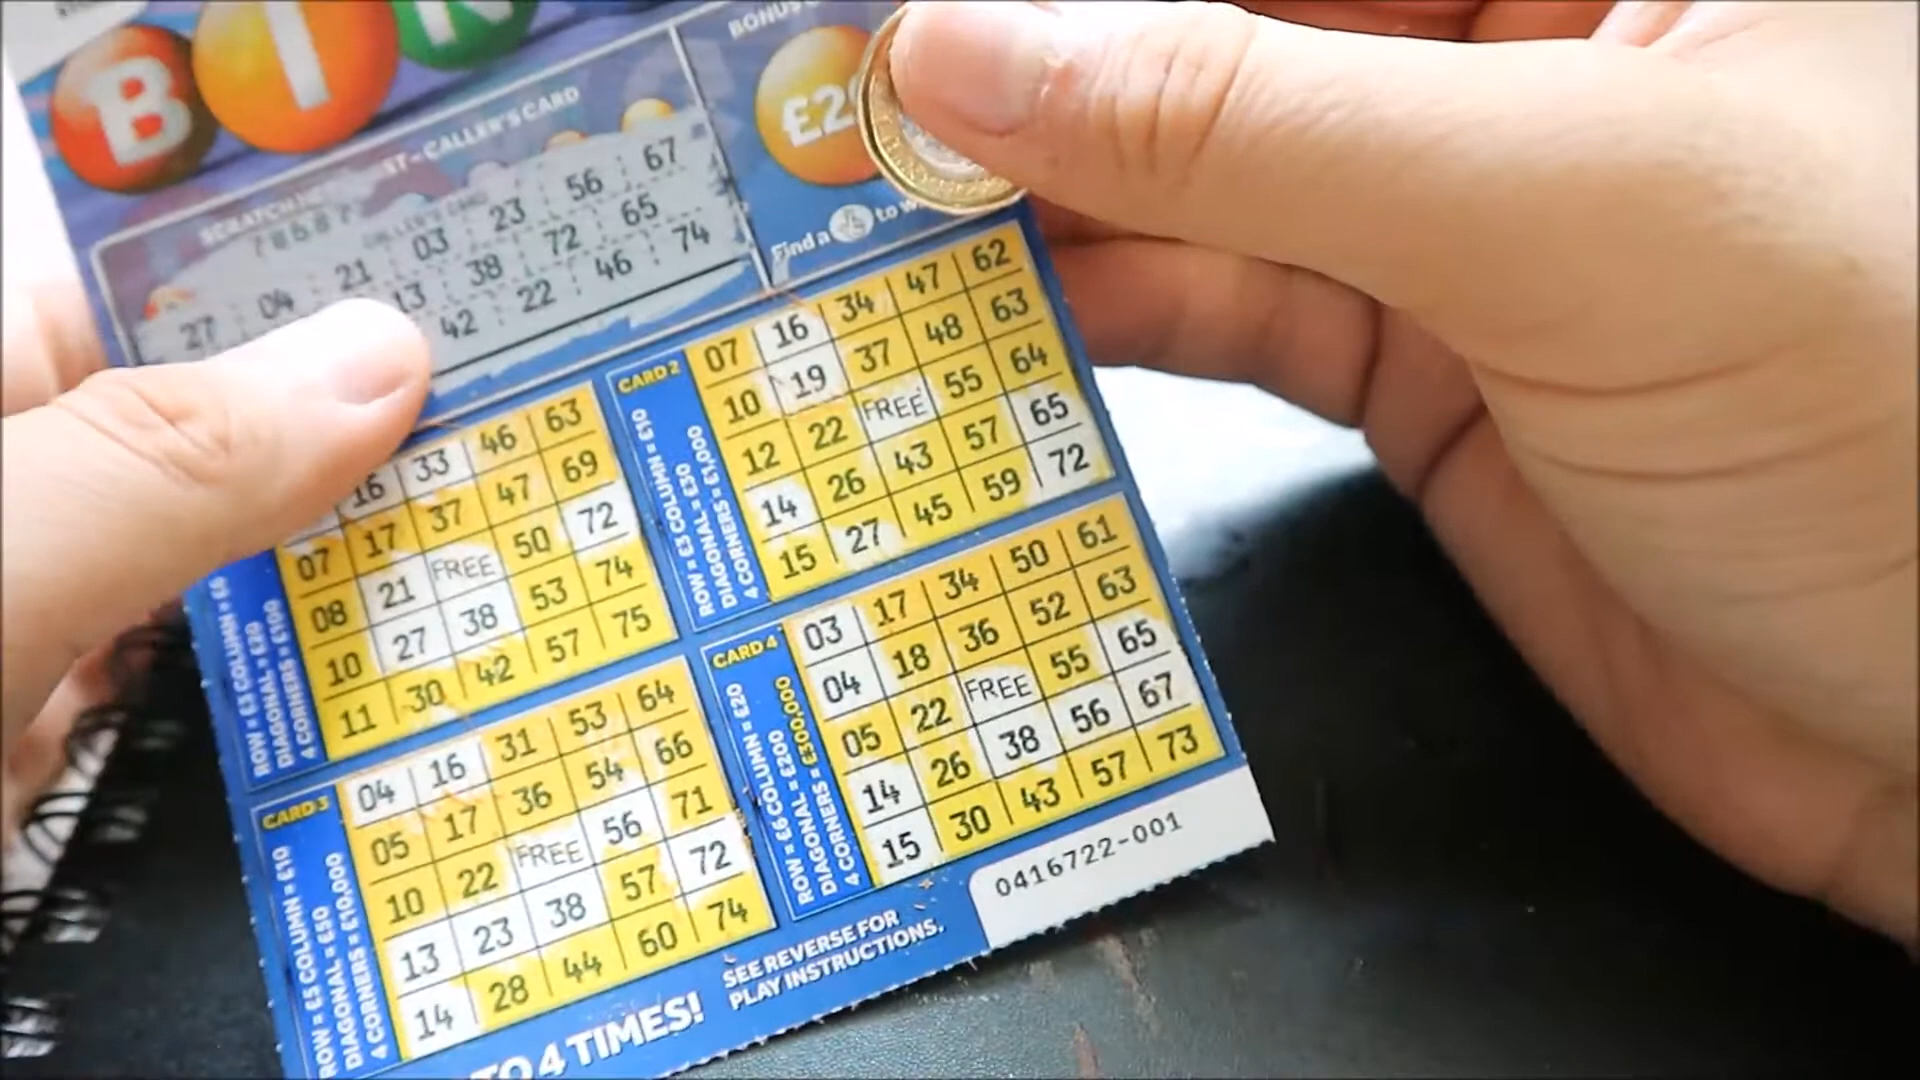 B I N
BONUS
£20
ST - CALLER'S CARD
CALLER'S CARD
27 04 21 03 23 56 67
13 38 72 65
42 22 46 74
Find a to w
16 33 46 63
07 17 37 47 69
08 21 FREE 50 72
10 27 38 53 74
11 30 42 57 75
ROW = £3 COLUMN = £5
DIAGONAL = £20
4 CORNERS = £100
CARD 2
ROW = £3 COLUMN = £10
DIAGONAL = £30
4 CORNERS = £1,000
07 16 34 47 62
10 19 37 48 63
12 22 FREE 55 64
14 26 43 57 65
15 27 45 59 72
CARD 3
ROW = £5 COLUMN = £10
DIAGONAL = £50
4 CORNERS = £10,000
04 16 31 53 64
05 17 36 54 66
10 22 FREE 56 71
13 23 38 57 72
14 28 44 60 74
CARD 4
ROW = £6 COLUMN = £20
DIAGONAL = £200
4 CORNERS = £300,000
03 17 34 50 61
04 18 36 52 63
05 22 FREE 55 65
14 26 38 56 67
15 30 43 57 73
TO 4 TIMES!
SEE REVERSE FOR
PLAY INSTRUCTIONS.
0416722-001